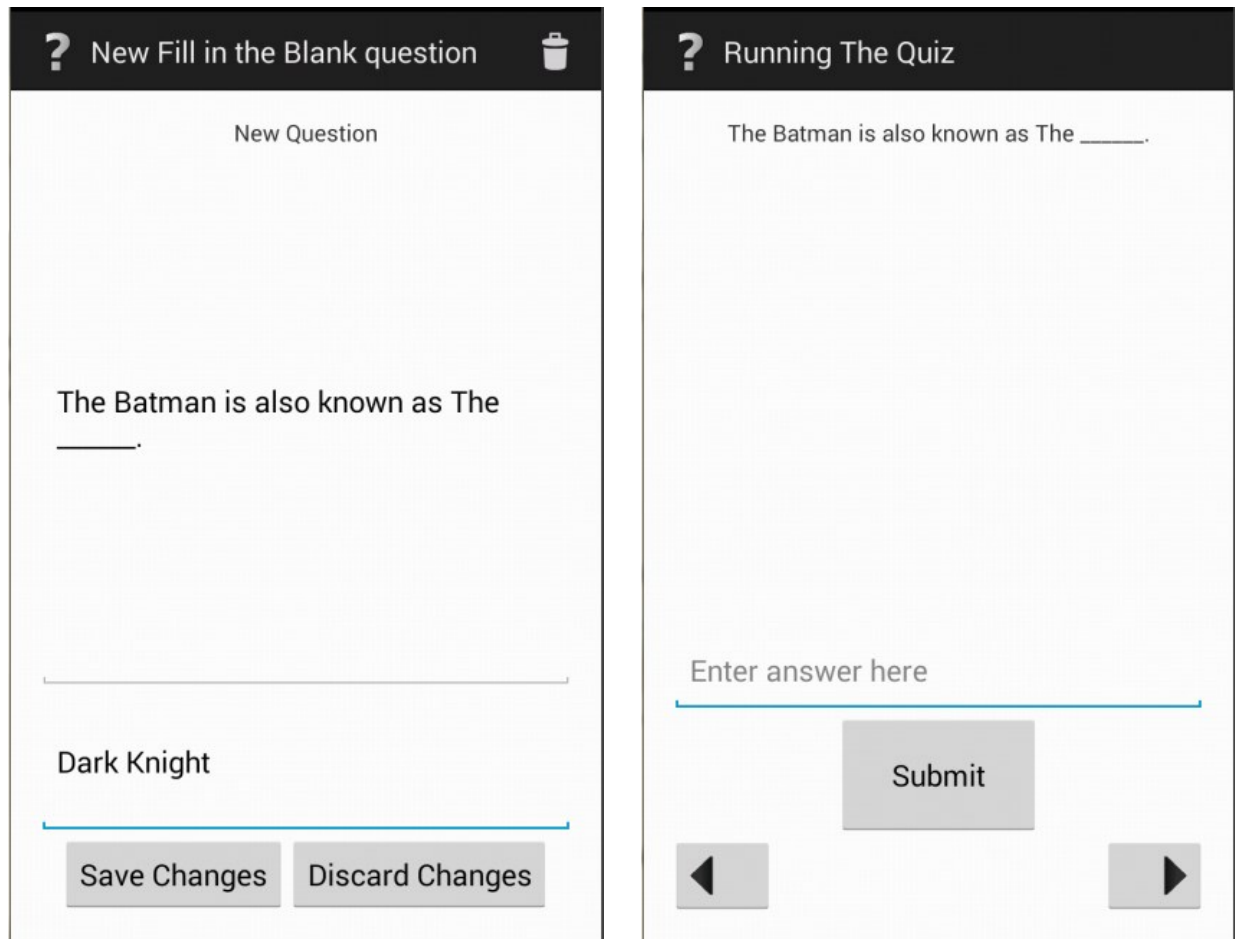 ? New Fill in the Blank question
New Question
The Batman is also known as The
______.
Dark Knight
Save Changes Discard Changes
? Running The Quiz
The Batman is also known as The ______.
Enter answer here
Submit